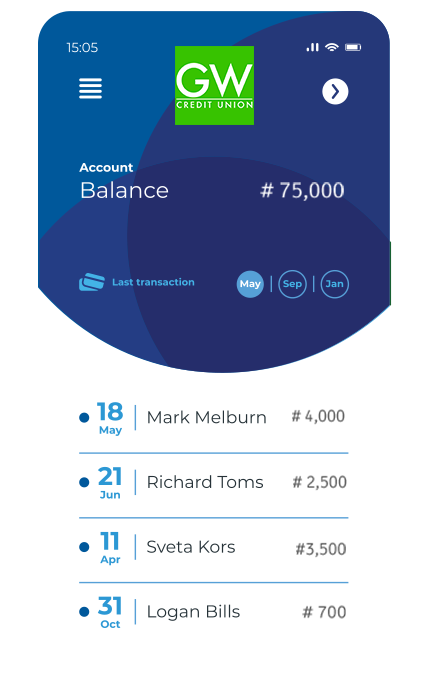 15:05
GW
CREDIT UNION
Account
Balance # 75,000
Last transaction May | Sep | Jan
18 May Mark Melburn # 4,000
21 Jun Richard Toms # 2,500
11 Apr Sveta Kors #3,500
31 Oct Logan Bills # 700